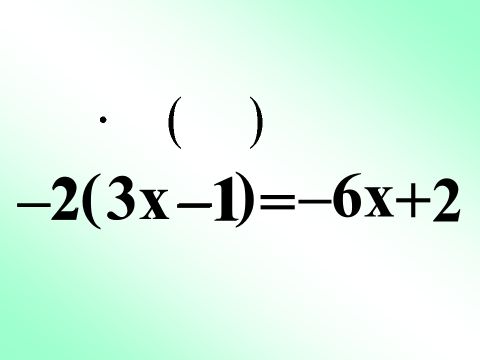 · (  )
–2(3x –1)=–6x+2